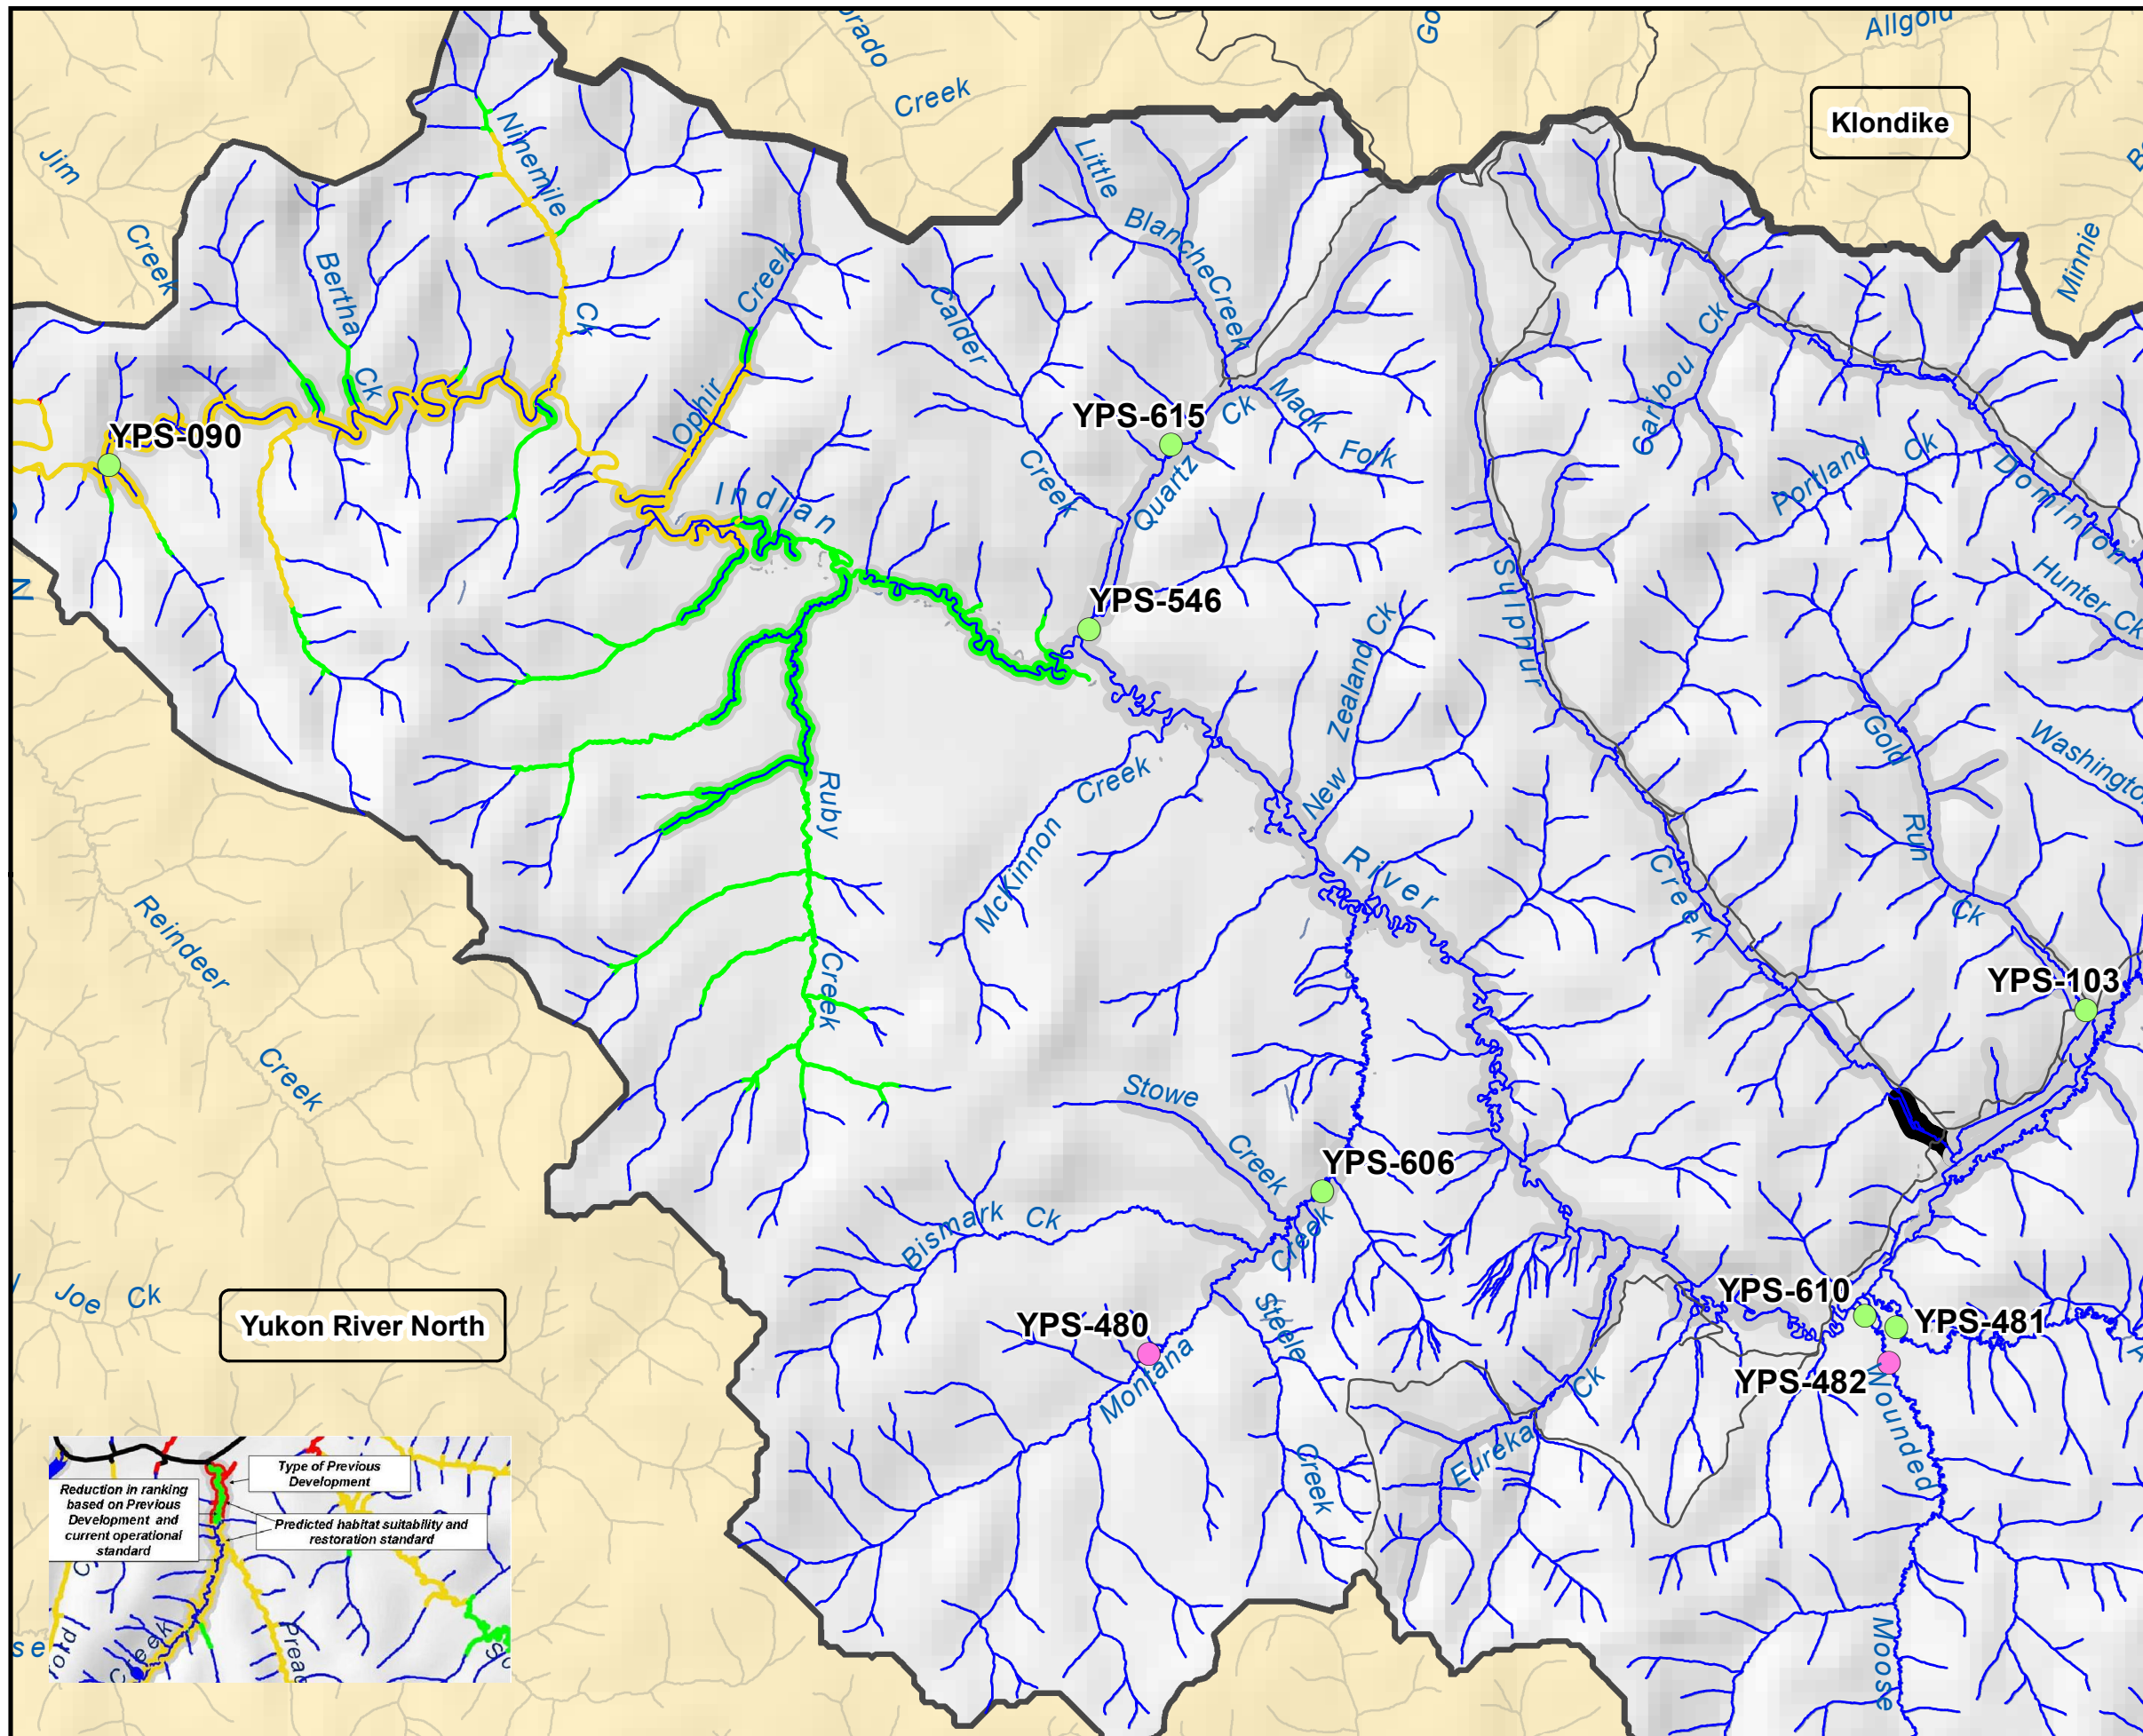 Allgold
Creek
Klondike
Jim
Creek
Ninemile
Ck
Bertha
Ck
Ophir
Creek
Calder
Creek
Little
Blanche
Creek
Mack
Fork
Quartz
Ck
Caribou
Ck
Portland
Ck
Dominion
Minnie
Hunter Ck
YPS-090
YPS-615
YPS-546
Indian
River
Sulphur
Creek
New
Zealand Ck
Gold
Run
Ck
Washington
McKinnon
Creek
Ruby
Creek
Reindeer
Creek
YPS-103
Stowe
Creek
YPS-606
Bismark Ck
Creek
Steele
Creek
Joe Ck
Yukon River North
YPS-480
Montana
YPS-610
YPS-481
YPS-482
Wounded
Moose
Eureka
Ck
Type of Previous
Development
Reduction in ranking
based on Previous
Development and
current operational
standard
Predicted habitat suitability and
restoration standard
Creek